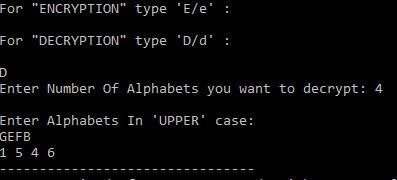 For "ENCRYPTION" type 'E/e' :
For "DECRYPTION" type 'D/d' :
D
Enter Number Of Alphabets you want to decrypt: 4
Enter Alphabets In 'UPPER' case:
GEFB
1 5 4 6
--------------------------------